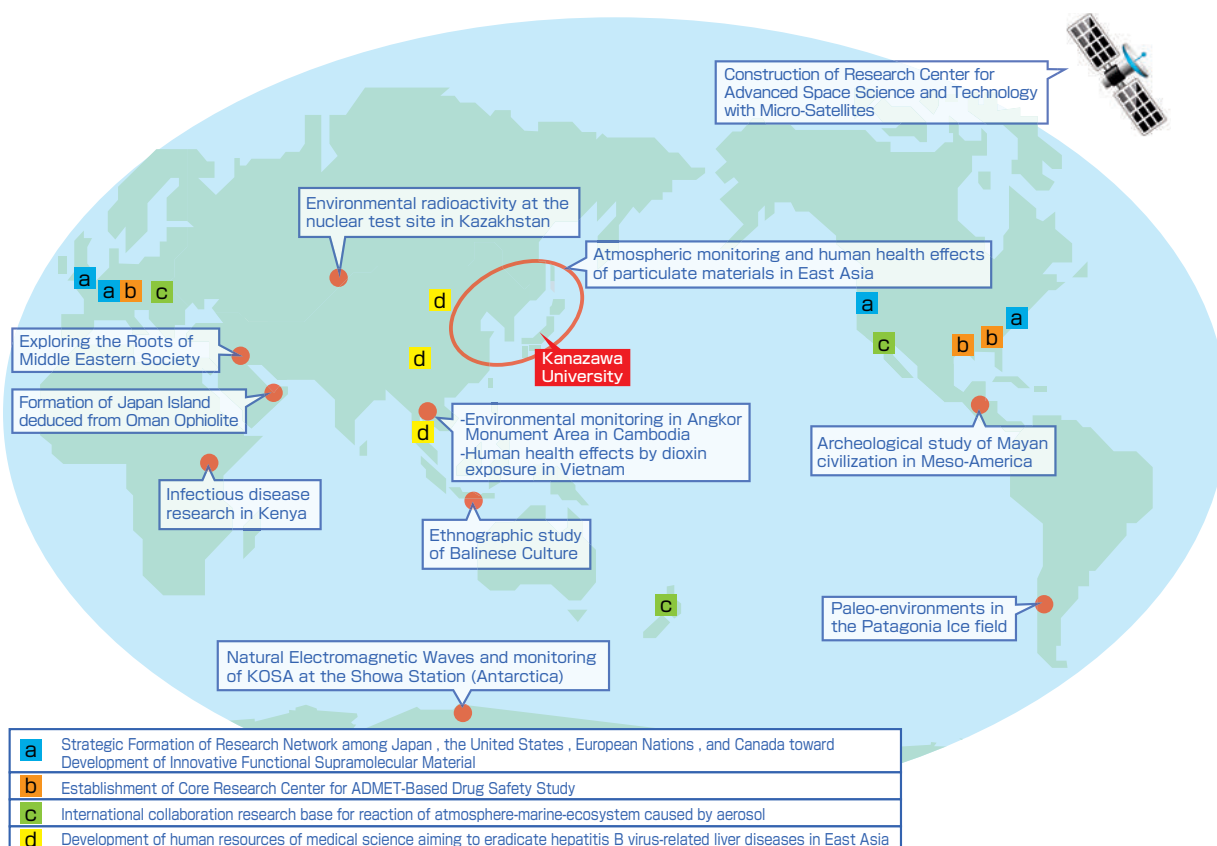 Construction of Research Center for
Advanced Space Science and Technology
with Micro-Satellites
Environmental radioactivity at the
nuclear test site in Kazakhstan
Atmospheric monitoring and human health effects
of particulate materials in East Asia
a
a
b
c
d
a
a
b
b
c
Exploring the Roots of
Middle Eastern Society
d
Kanazawa
University
Formation of Japan Island
deduced from Oman Ophiolite
d
-Environmental monitoring in Angkor
Monument Area in Cambodia
-Human health effects by dioxin
exposure in Vietnam
Archeological study of Mayan
civilization in Meso-America
Infectious disease
research in Kenya
Ethnographic study
of Balinese Culture
c
Paleo-environments in
the Patagonia Ice field
Natural Electromagnetic Waves and monitoring
of KOSA at the Showa Station (Antarctica)
a Strategic Formation of Research Network among Japan , the United States , European Nations , and Canada toward
Development of Innovative Functional Supramolecular Material
b Establishment of Core Research Center for ADMET-Based Drug Safety Study
c International collaboration research base for reaction of atmosphere-marine-ecosystem caused by aerosol
d Development of human resources of medical science aiming to eradicate hepatitis B virus-related liver diseases in East Asia